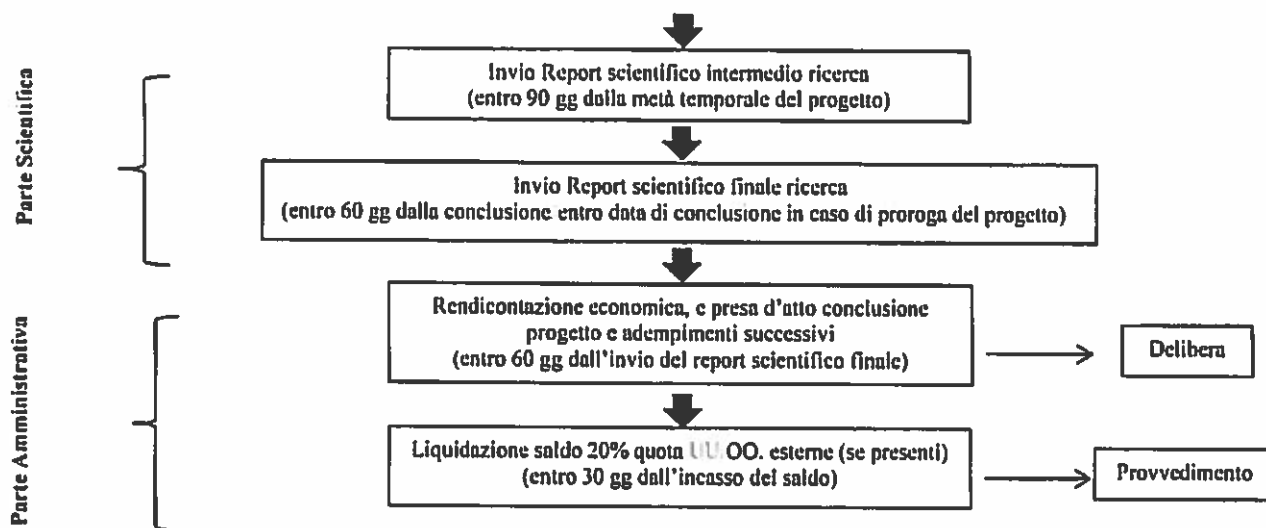 Parte Scientifica
Invio Report scientifico intermedio ricerca
(entro 90 gg dalla metà temporale del progetto)
Invio Report scientifico finale ricerca
(entro 60 gg dalla conclusione entro data di conclusione in caso di proroga del progetto)
Parte Amministrativa
Rendicontazione economica, e presa d'atto conclusione
progetto e adempimenti successivi
(entro 60 gg dall'invio del report scientifico finale)
Delibera
Liquidazione saldo 20% quota UU.OO. esterne (se presenti)
(entro 30 gg dall'incasso del saldo)
Provvedimento